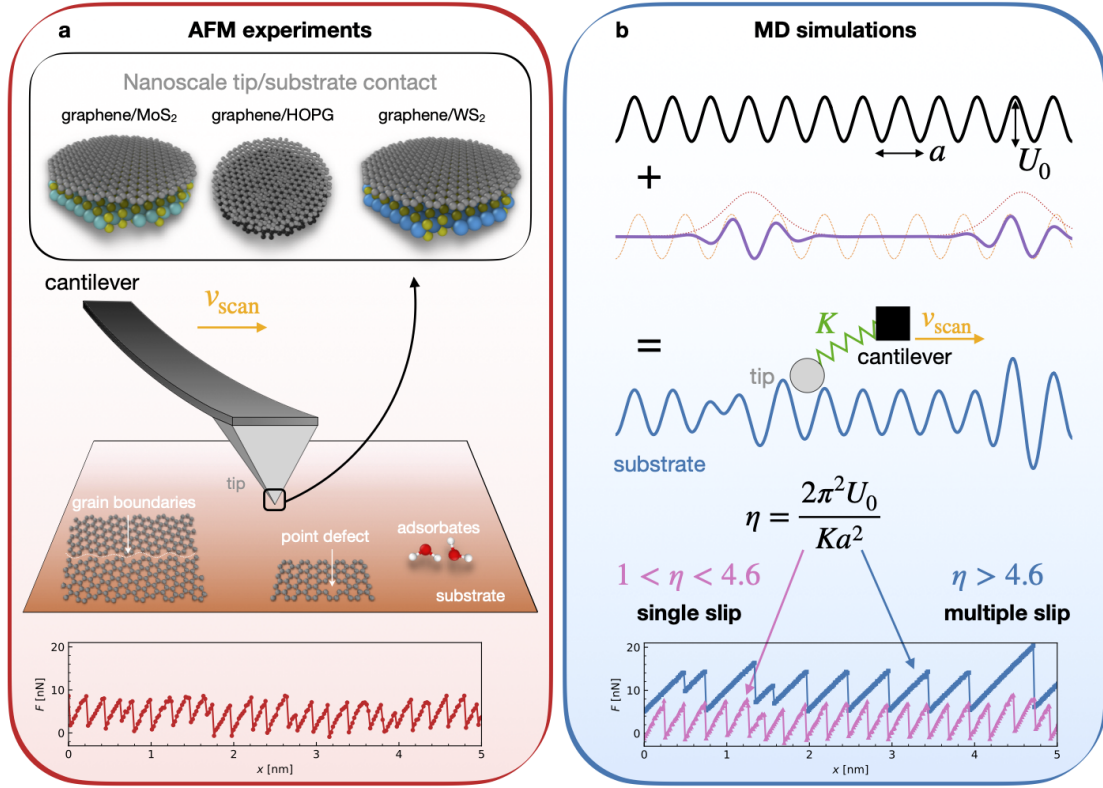 a
AFM experiments
Nanoscale tip/substrate contact
graphene/MoS₂
graphene/HOPG
graphene/WS₂
cantilever
v_scan
tip
grain boundaries
point defect
adsorbates
substrate
20
10
0
F [nN]
0 1 2 3 4 5
x [nm]
b
MD simulations
a
U₀
+
=
K
v_scan
cantilever
tip
substrate
η = 2π²U₀ / Ka²
1 < η < 4.6
single slip
η > 4.6
multiple slip
20
10
0
F [nN]
0 1 2 3 4 5
x [nm]